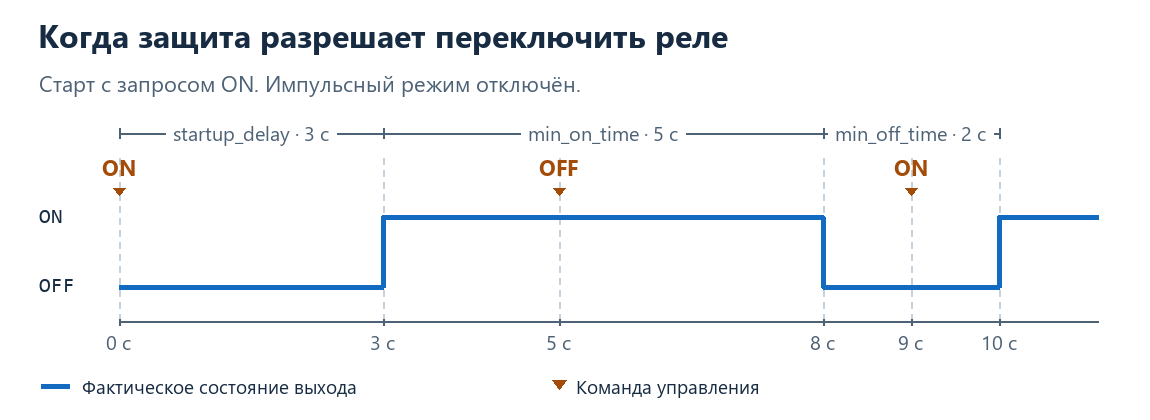 Когда защита разрешает переключить реле
Старт с запросом ON. Импульсный режим отключён.
startup_delay · 3 с min_on_time · 5 с min_off_time · 2 с
ON OFF ON
ON
OFF
0 с 3 с 5 с 8 с 9 с 10 с
Фактическое состояние выхода Команда управления